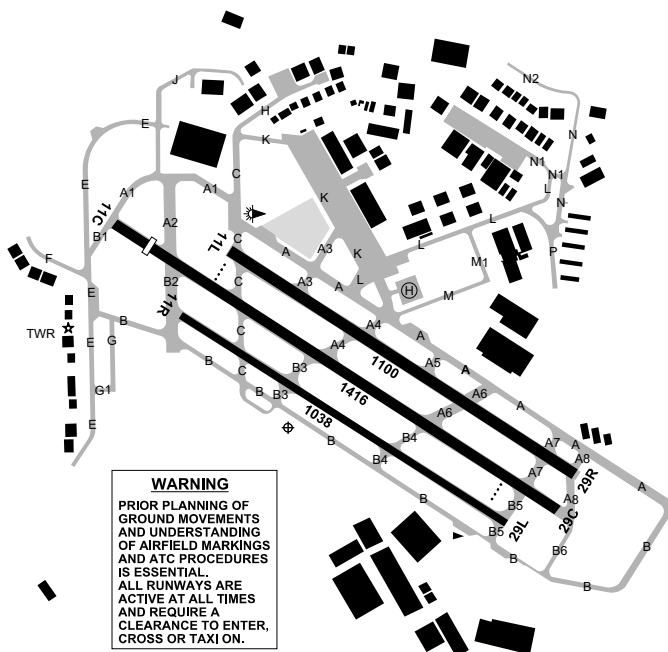 N2
J
H
E
N
K
N1
E
A1
A1
C
K
N1
L
N
11C
A2
B1
11L
C
A
A3
K
L
L
P
F
B2
C
A3
A
L
M1
H
M
E
11R
B
TWR
E
G
C
A4
A4
A
1100
A5
A
B
C
B3
1416
A6
A
G1
B
B3
1038
A6
E
B
B4
A7
A
B4
A7
A8
29R
A
B
B5
A8
29C
B5
29L
B
B6
B
B
WARNING
PRIOR PLANNING OF
GROUND MOVEMENTS
AND UNDERSTANDING
OF AIRFIELD MARKINGS
AND ATC PROCEDURES
IS ESSENTIAL.
ALL RUNWAYS ARE
ACTIVE AT ALL TIMES
AND REQUIRE A
CLEARANCE TO ENTER,
CROSS OR TAXI ON.